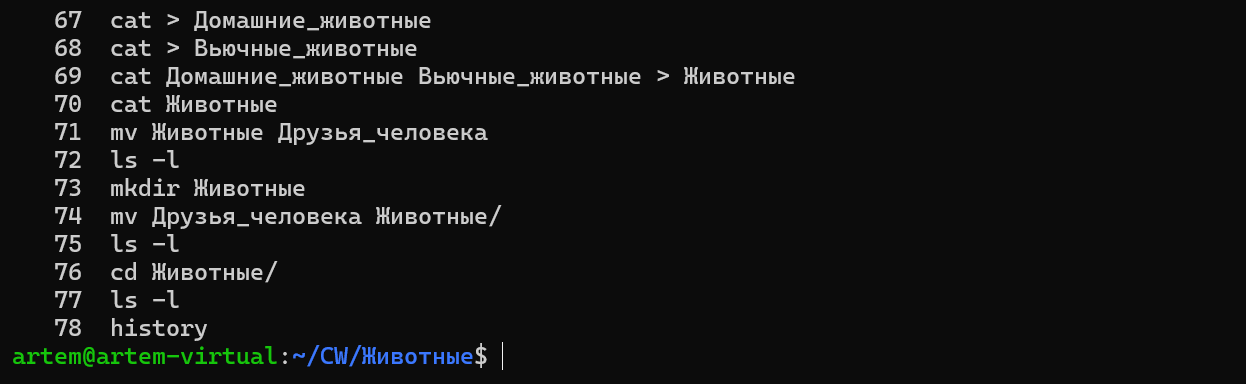 67 cat > Домашние_животные
68 cat > Вьючные_животные
69 cat Домашние_животные Вьючные_животные > Животные
70 cat Животные
71 mv Животные Друзья_человека
72 ls -l
73 mkdir Животные
74 mv Друзья_человека Животные/
75 ls -l
76 cd Животные/
77 ls -l
78 history
artem@artem-virtual:~/CW/Животные$